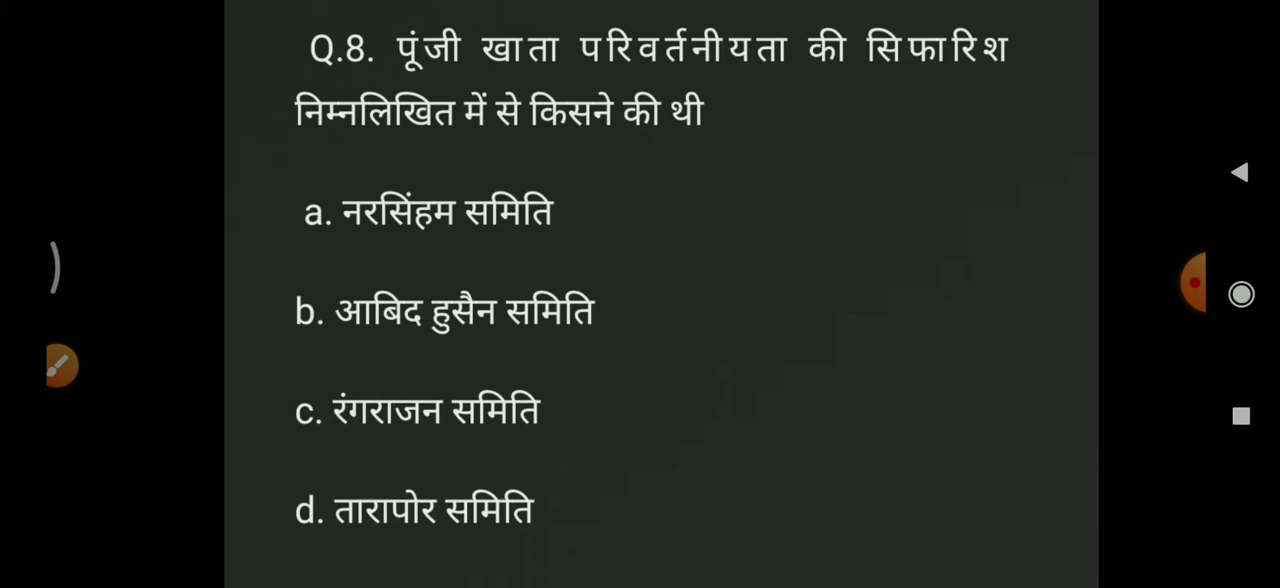 Q.8. पूंजी खाता परिवर्तनीयता की सिफारिश
निम्नलिखित में से किसने की थी
a. नरसिंहम समिति
b. आबिद हुसैन समिति
c. रंगराजन समिति
d. तारापोर समिति